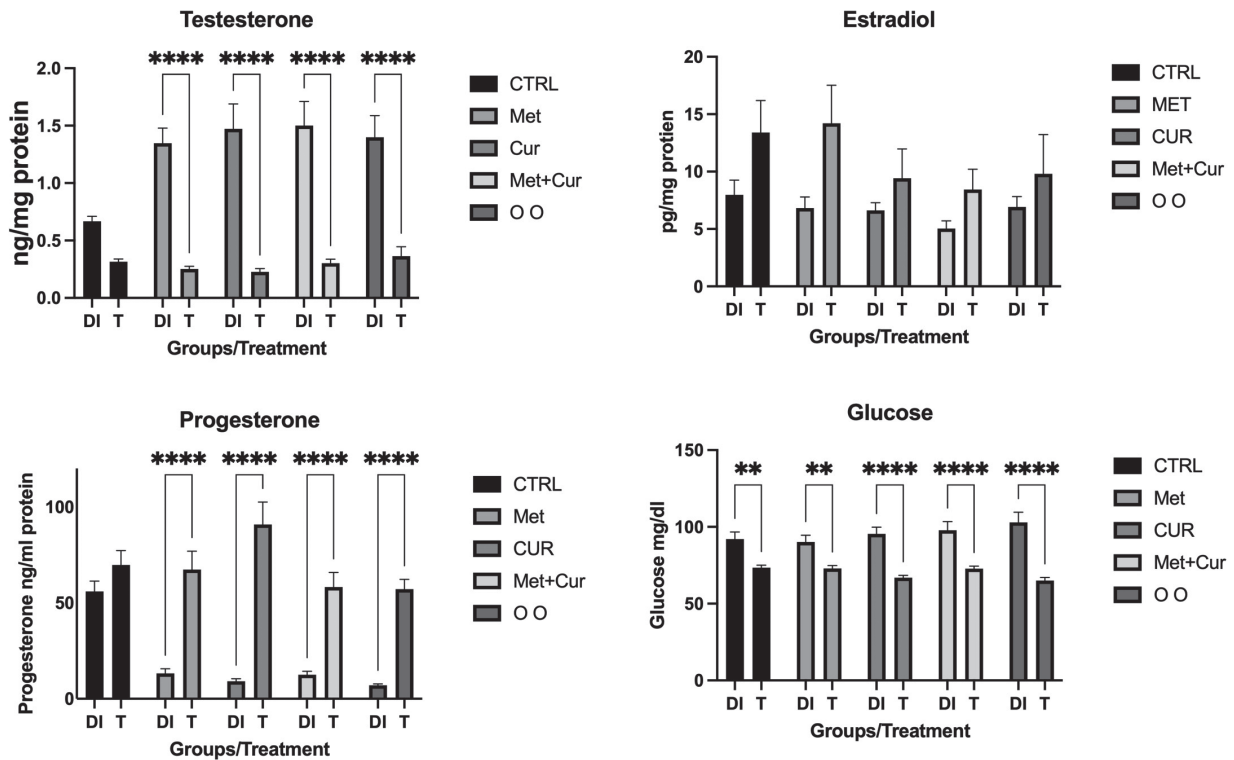 Testesterone
**** **** **** ****
2.0
1.5
1.0
0.5
0.0
ng/mg protein
DI T DI T DI T DI T DI T
Groups/Treatment
CTRL
Met
Cur
Met+Cur
O O
Estradiol
20
15
10
5
0
pg/mg protien
DI T DI T DI T DI T DI T
Groups/Treatment
CTRL
MET
CUR
Met+Cur
O O
Progesterone
**** **** **** ****
100
50
0
Progesterone ng/ml protein
DI T DI T DI T DI T DI T
Groups/Treatment
CTRL
Met
CUR
Met+Cur
O O
Glucose
** ** **** **** ****
150
100
50
0
Glucose mg/dl
DI T DI T DI T DI T DI T
Groups/Treatment
CTRL
Met
CUR
Met+Cur
O O